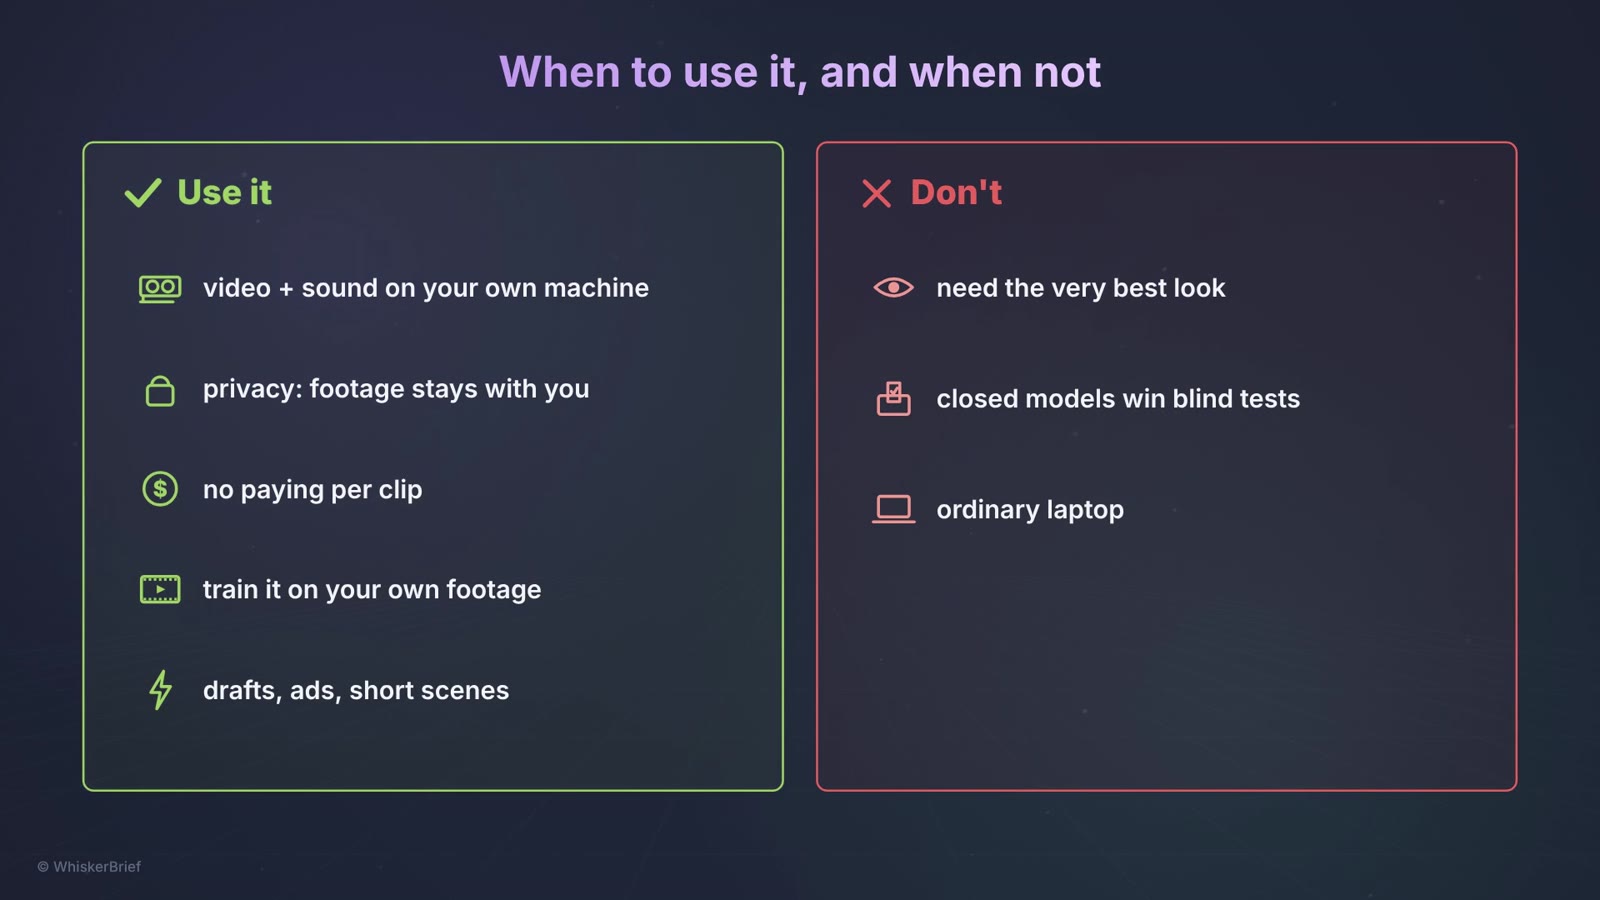 When to use it, and when not
Use it
video + sound on your own machine
privacy: footage stays with you
no paying per clip
train it on your own footage
drafts, ads, short scenes
Don't
need the very best look
closed models win blind tests
ordinary laptop
© WhiskerBrief